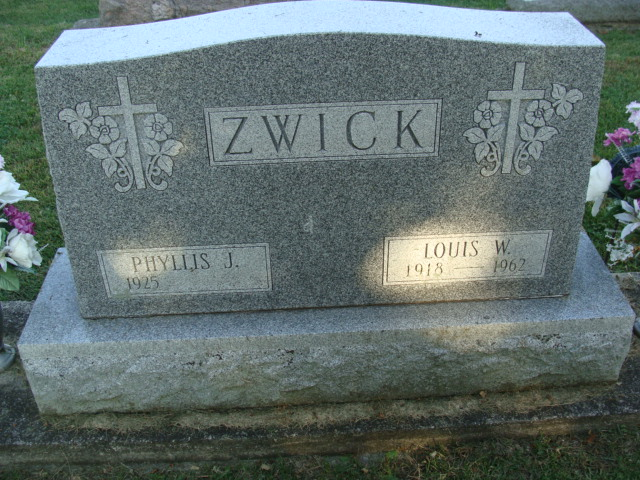 ZWICK
PHYLLIS J.
1925
LOUIS W.
1918 — 1962